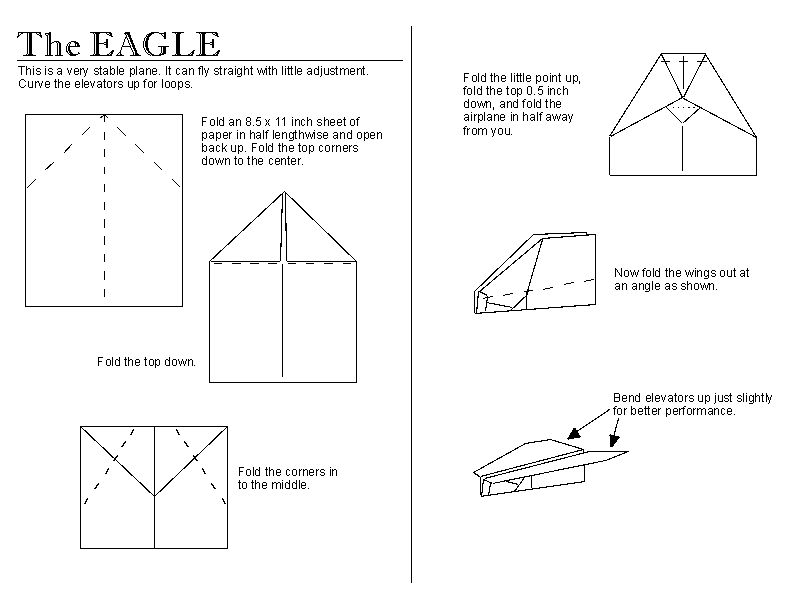 The EAGLE
This is a very stable plane. It can fly straight with little adjustment.
Curve the elevators up for loops.
Fold an 8.5 x 11 inch sheet of
paper in half lengthwise and open
back up. Fold the top corners
down to the center.
Fold the top down.
Fold the corners in
to the middle.
Fold the little point up,
fold the top 0.5 inch
down, and fold the
airplane in half away
from you.
Now fold the wings out at
an angle as shown.
Bend elevators up just slightly
for better performance.